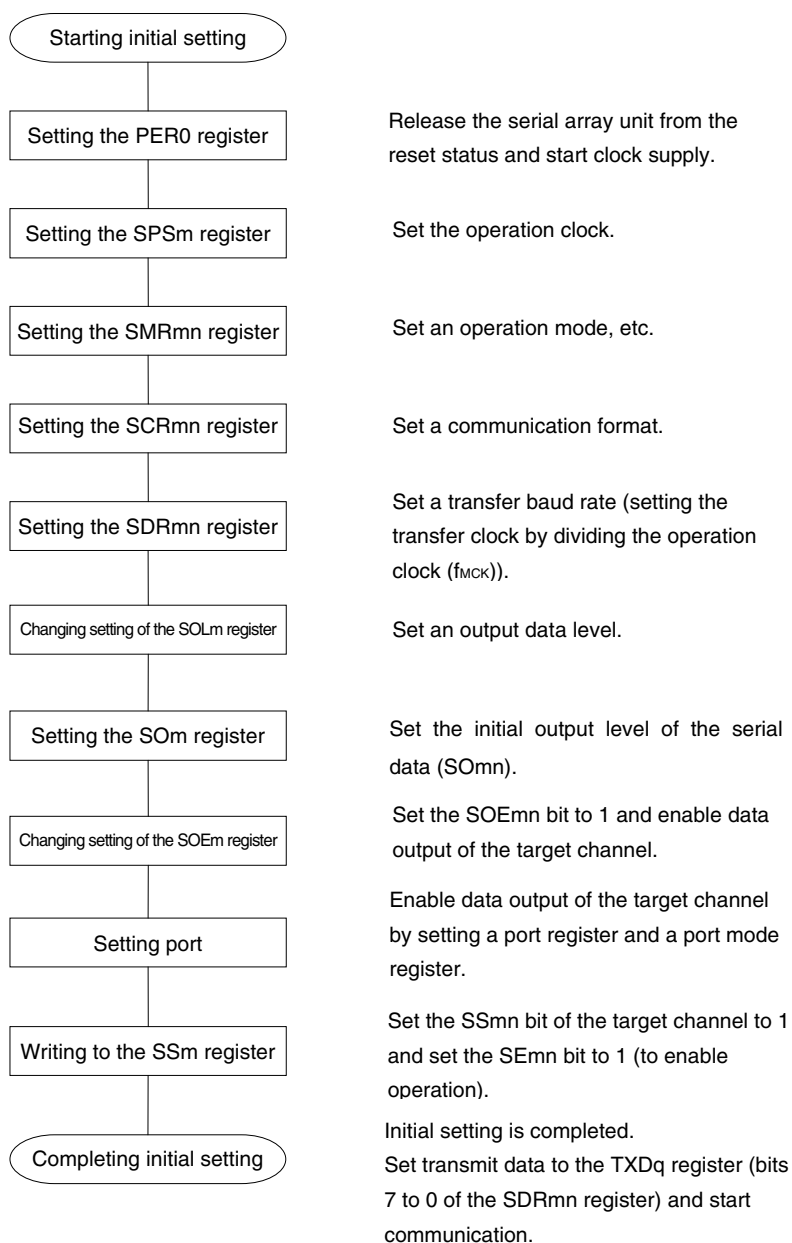 Starting initial setting
Setting the PER0 register
Release the serial array unit from the
reset status and start clock supply.
Setting the SPSm register
Set the operation clock.
Setting the SMRmn register
Set an operation mode, etc.
Setting the SCRmn register
Set a communication format.
Setting the SDRmn register
Set a transfer baud rate (setting the
transfer clock by dividing the operation
clock (fMCK)).
Changing setting of the SOLm register
Set an output data level.
Setting the SOm register
Set the initial output level of the serial
data (SOmn).
Changing setting of the SOEm register
Set the SOEmn bit to 1 and enable data
output of the target channel.
Setting port
Enable data output of the target channel
by setting a port register and a port mode
register.
Writing to the SSm register
Set the SSmn bit of the target channel to 1
and set the SEmn bit to 1 (to enable
operation).
Completing initial setting
Initial setting is completed.
Set transmit data to the TXDq register (bits
7 to 0 of the SDRmn register) and start
communication.